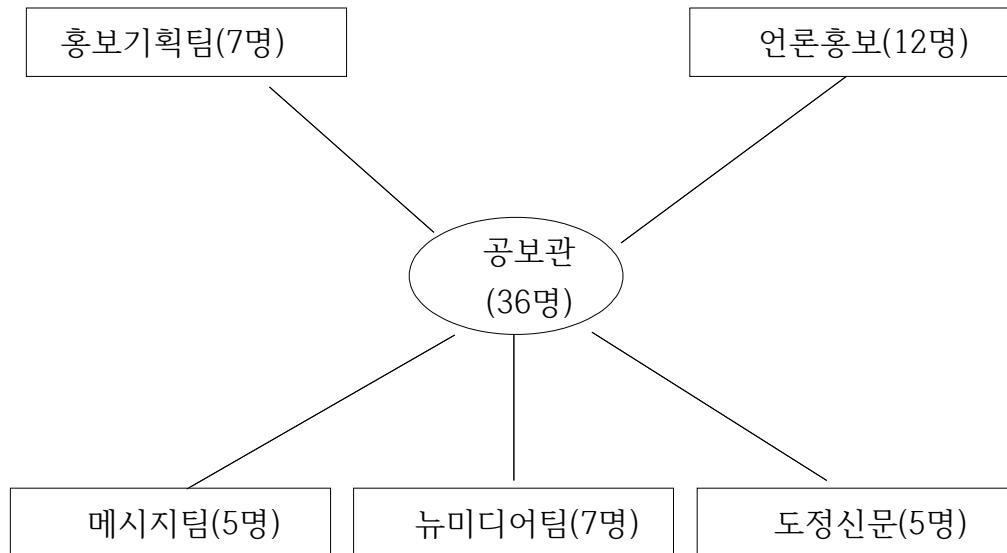 홍보기획팀(7명)
언론홍보(12명)
공보관
(36명)
메시지팀(5명)
뉴미디어팀(7명)
도정신문(5명)